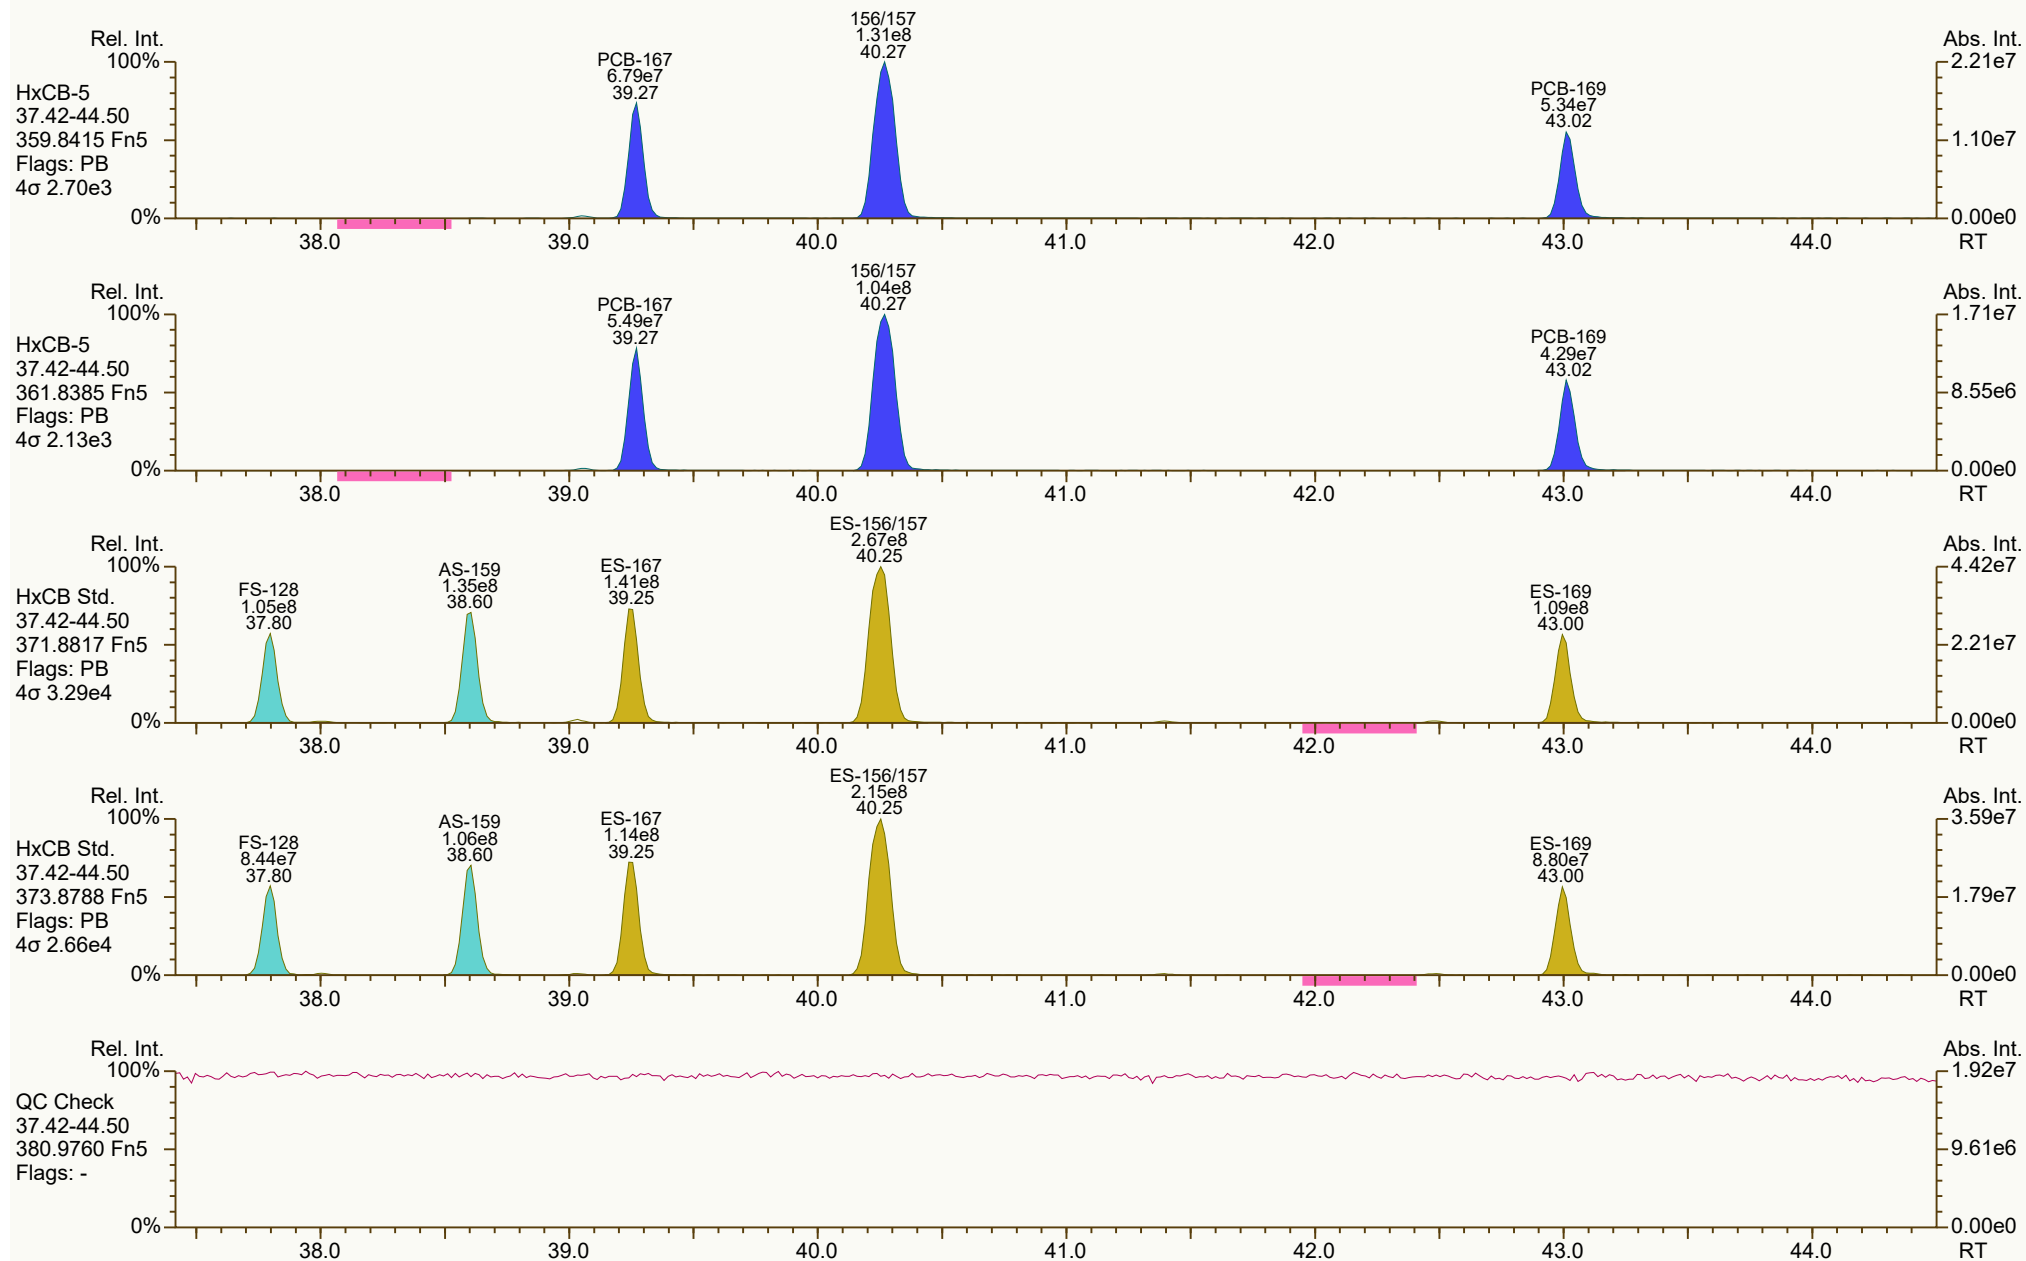 Rel. Int.
100%
0%
HxCB-5
37.42-44.50
359.8415 Fn5
Flags: PB
4σ 2.70e3
PCB-167
6.79e7
39.27
156/157
1.31e8
40.27
PCB-169
5.34e7
43.02
Abs. Int.
2.21e7
1.10e7
0.00e0
38.0 39.0 40.0 41.0 42.0 43.0 44.0 RT
Rel. Int.
100%
0%
HxCB-5
37.42-44.50
361.8385 Fn5
Flags: PB
4σ 2.13e3
PCB-167
5.49e7
39.27
156/157
1.04e8
40.27
PCB-169
4.29e7
43.02
Abs. Int.
1.71e7
8.55e6
0.00e0
38.0 39.0 40.0 41.0 42.0 43.0 44.0 RT
Rel. Int.
100%
0%
HxCB Std.
37.42-44.50
371.8817 Fn5
Flags: PB
4σ 3.29e4
FS-128
1.05e8
37.80
AS-159
1.35e8
38.60
ES-167
1.41e8
39.25
ES-156/157
2.67e8
40.25
ES-169
1.09e8
43.00
Abs. Int.
4.42e7
2.21e7
0.00e0
38.0 39.0 40.0 41.0 42.0 43.0 44.0 RT
Rel. Int.
100%
0%
HxCB Std.
37.42-44.50
373.8788 Fn5
Flags: PB
4σ 2.66e4
FS-128
8.44e7
37.80
AS-159
1.06e8
38.60
ES-167
1.14e8
39.25
ES-156/157
2.15e8
40.25
ES-169
8.80e7
43.00
Abs. Int.
3.59e7
1.79e7
0.00e0
38.0 39.0 40.0 41.0 42.0 43.0 44.0 RT
Rel. Int.
100%
0%
QC Check
37.42-44.50
380.9760 Fn5
Flags: -
Abs. Int.
1.92e7
9.61e6
0.00e0
38.0 39.0 40.0 41.0 42.0 43.0 44.0 RT